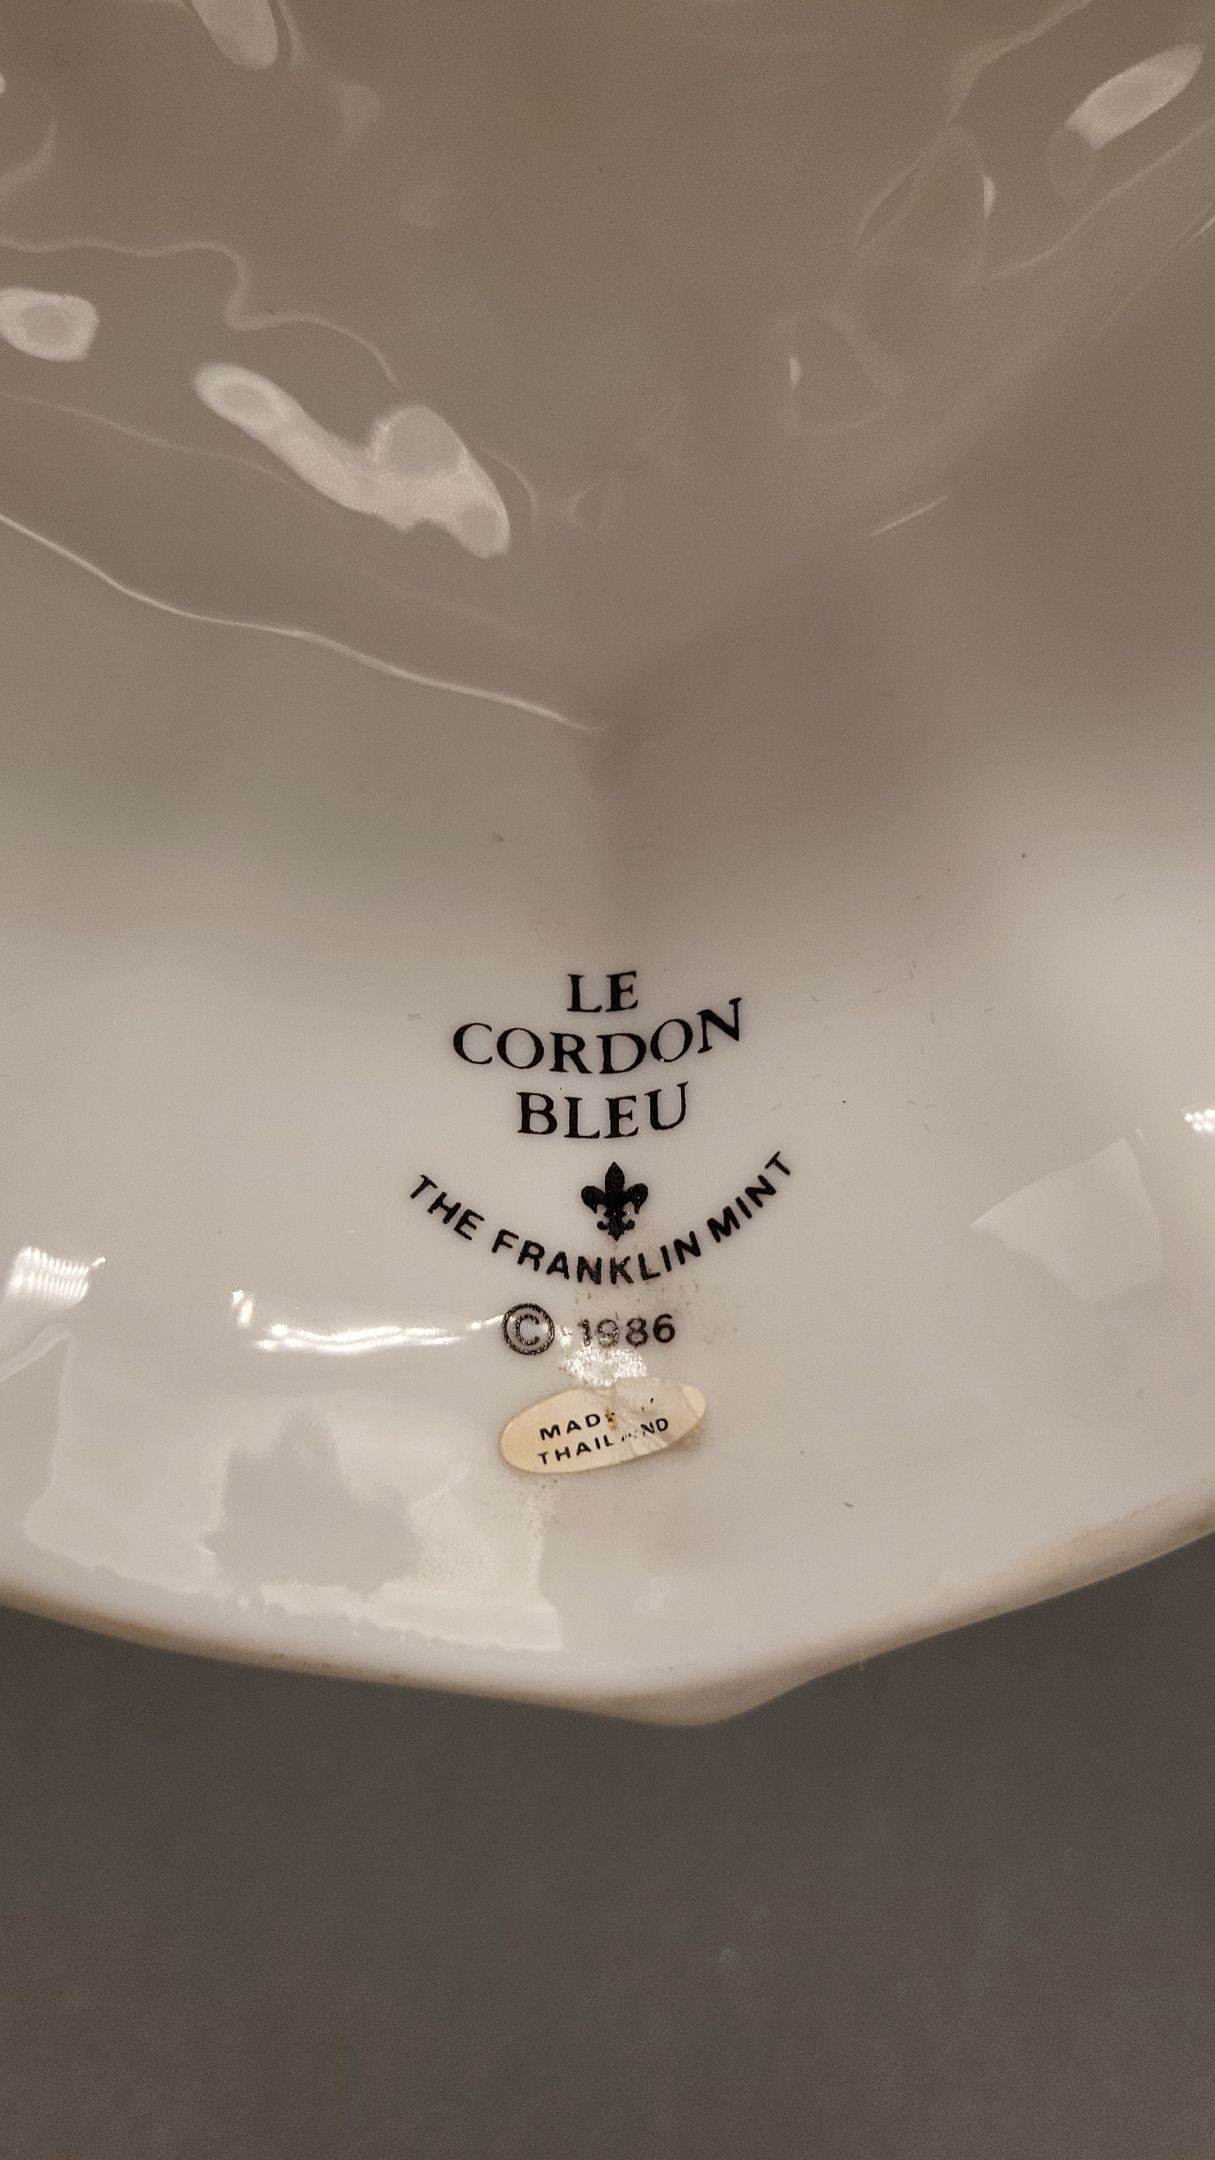 LE
CORDON
BLEU
THE FRANKLIN MINT
© 1986
MADE
THAILAND